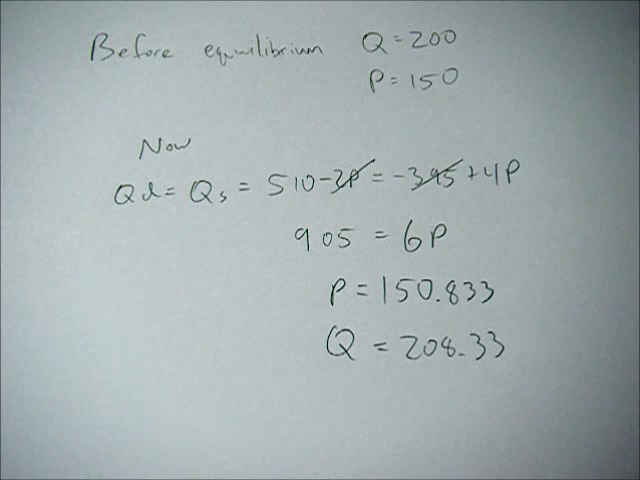 Before equilibrium Q = 200
P = 150
Now
Qd = Qs = 510 - 2P = - 395 + 4P
905 = 6P
P = 150.833
Q = 208.33